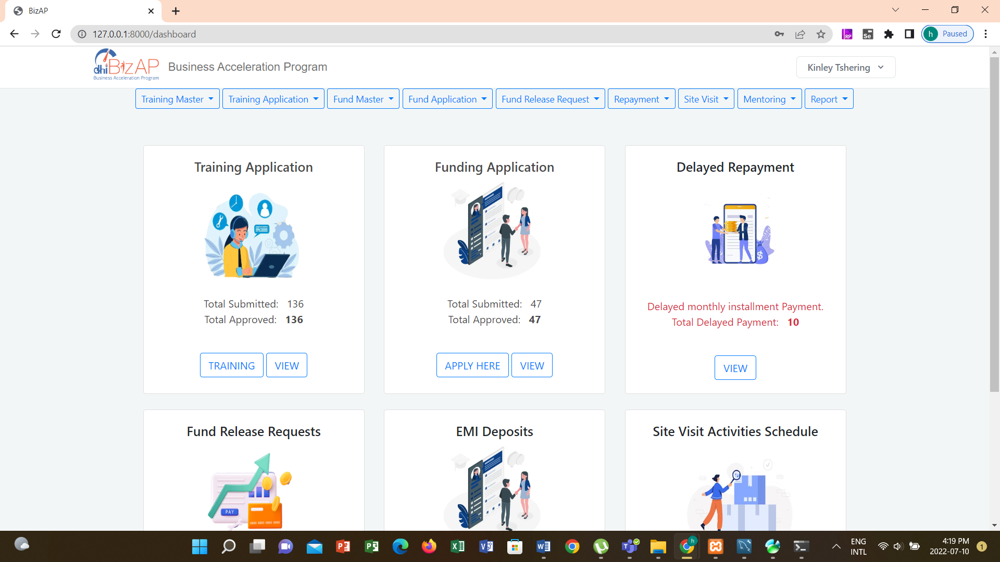 BizAP
127.0.0.1:8000/dashboard
Paused
h
dhi BizAP
Business Acceleration Program
Business Acceleration Program
Kinley Tshering
Training Master
Training Application
Fund Master
Fund Application
Fund Release Request
Repayment
Site Visit
Mentoring
Report
Training Application
Total Submitted: 136
Total Approved: 136
TRAINING
VIEW
Funding Application
Total Submitted: 47
Total Approved: 47
APPLY HERE
VIEW
Delayed Repayment
Delayed monthly installment Payment.
Total Delayed Payment: 10
VIEW
Fund Release Requests
PAY
0000 0000 0000 0000
EMI Deposits
Site Visit Activities Schedule
ENG
INTL
4:19 PM
2022-07-10
1